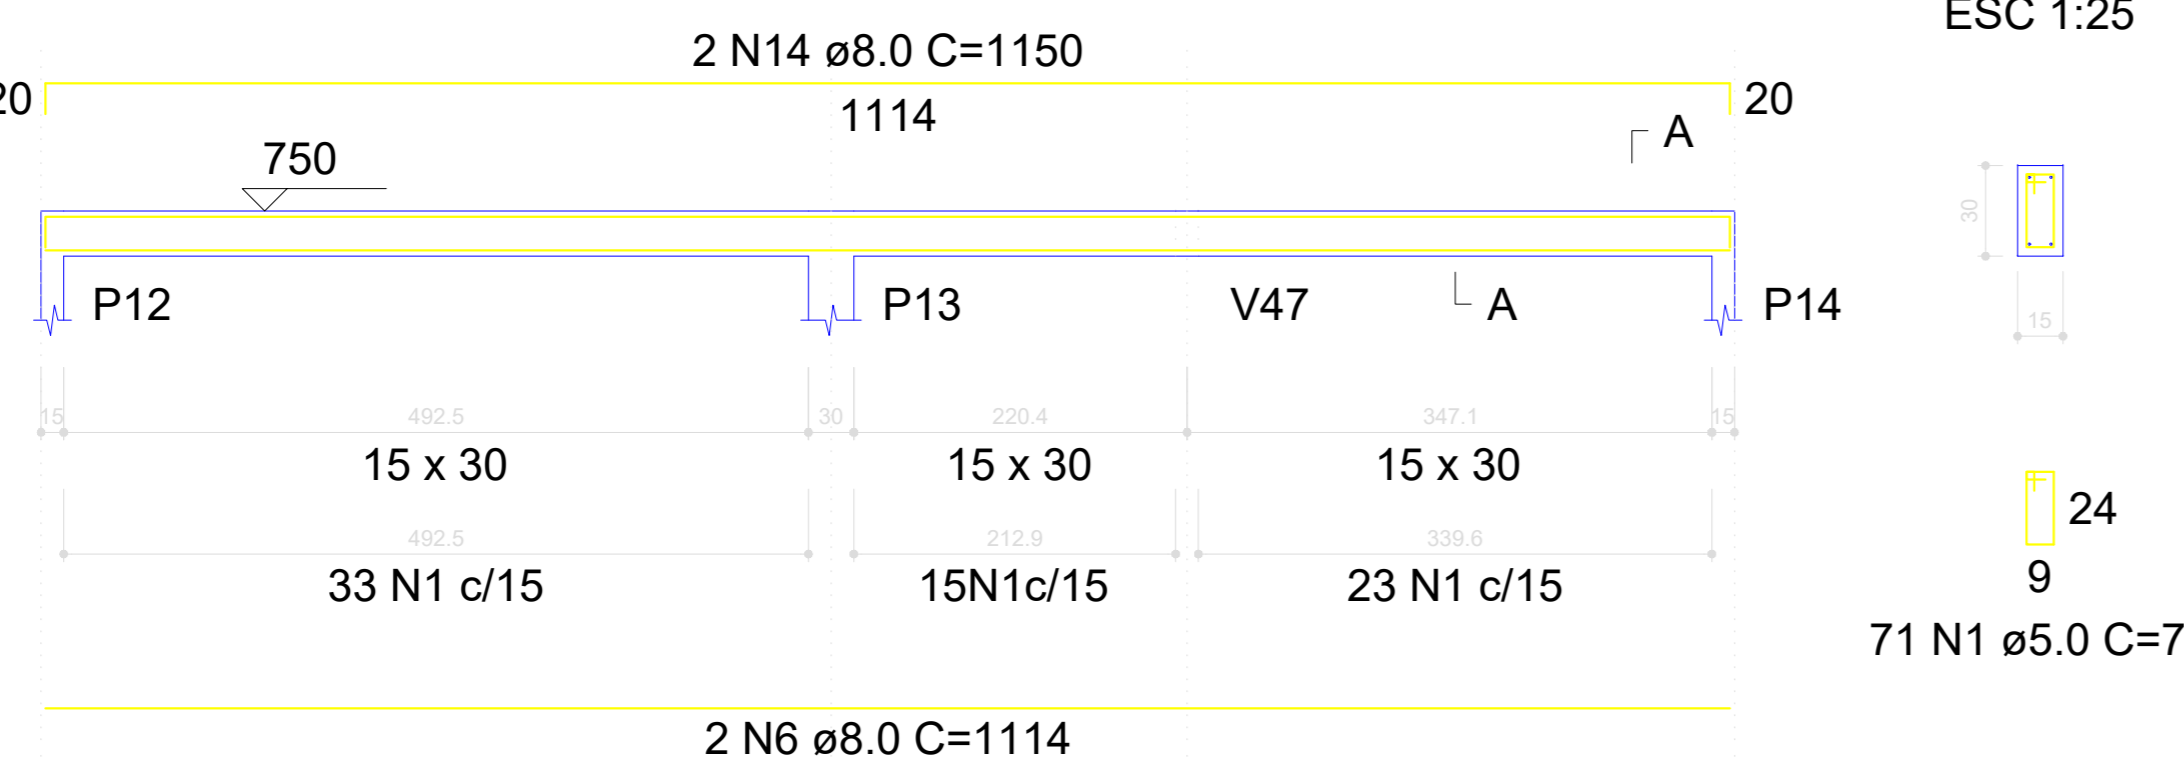 ESC 1:25
2 N14 ø8.0 C=1150
20
1114
20
A
750
30
P12
P13
V47
A
P14
15
15
492.5
30
220.4
347.1
15
15 x 30
15 x 30
15 x 30
24
492.5
212.9
339.6
33 N1 c/15
15N1c/15
23 N1 c/15
9
71 N1 ø5.0 C=7
2 N6 ø8.0 C=1114